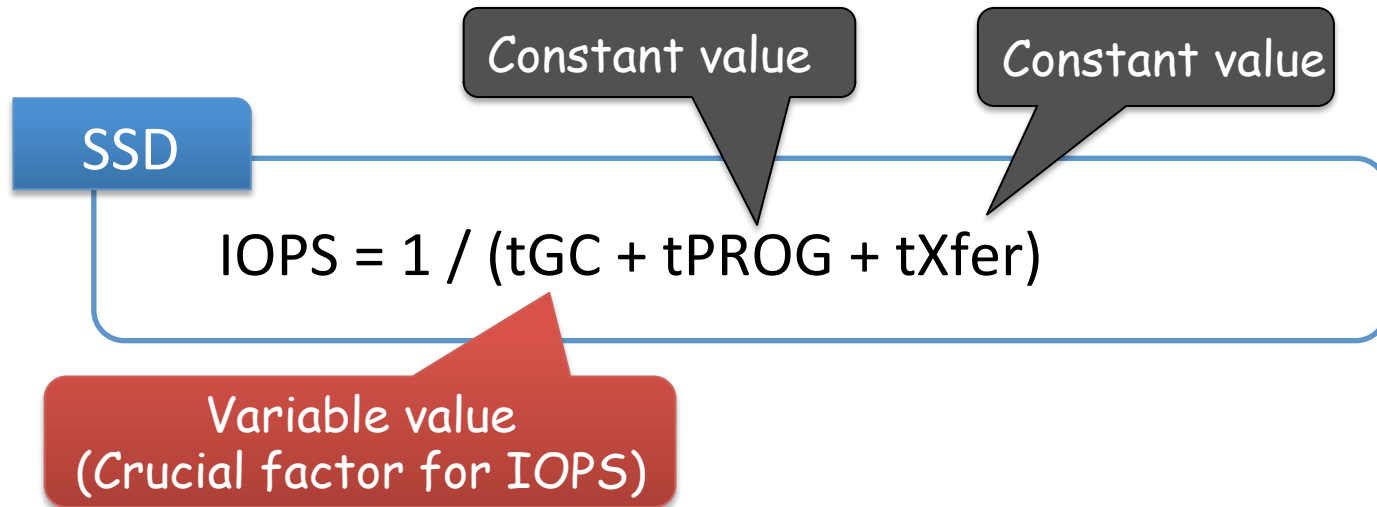 Constant value
Constant value
SSD
IOPS = 1 / (tGC + tPROG + tXfer)
Variable value
(Crucial factor for IOPS)